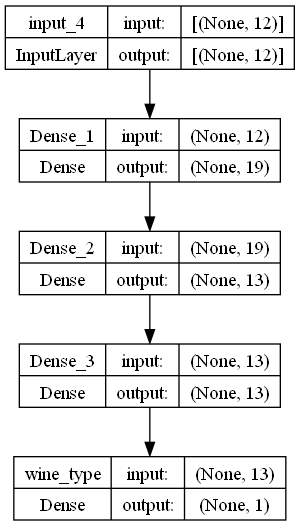 input_4 input: [(None, 12)]
InputLayer output: [(None, 12)]
Dense_1 input: (None, 12)
Dense output: (None, 19)
Dense_2 input: (None, 19)
Dense output: (None, 13)
Dense_3 input: (None, 13)
Dense output: (None, 13)
wine_type input: (None, 13)
Dense output: (None, 1)